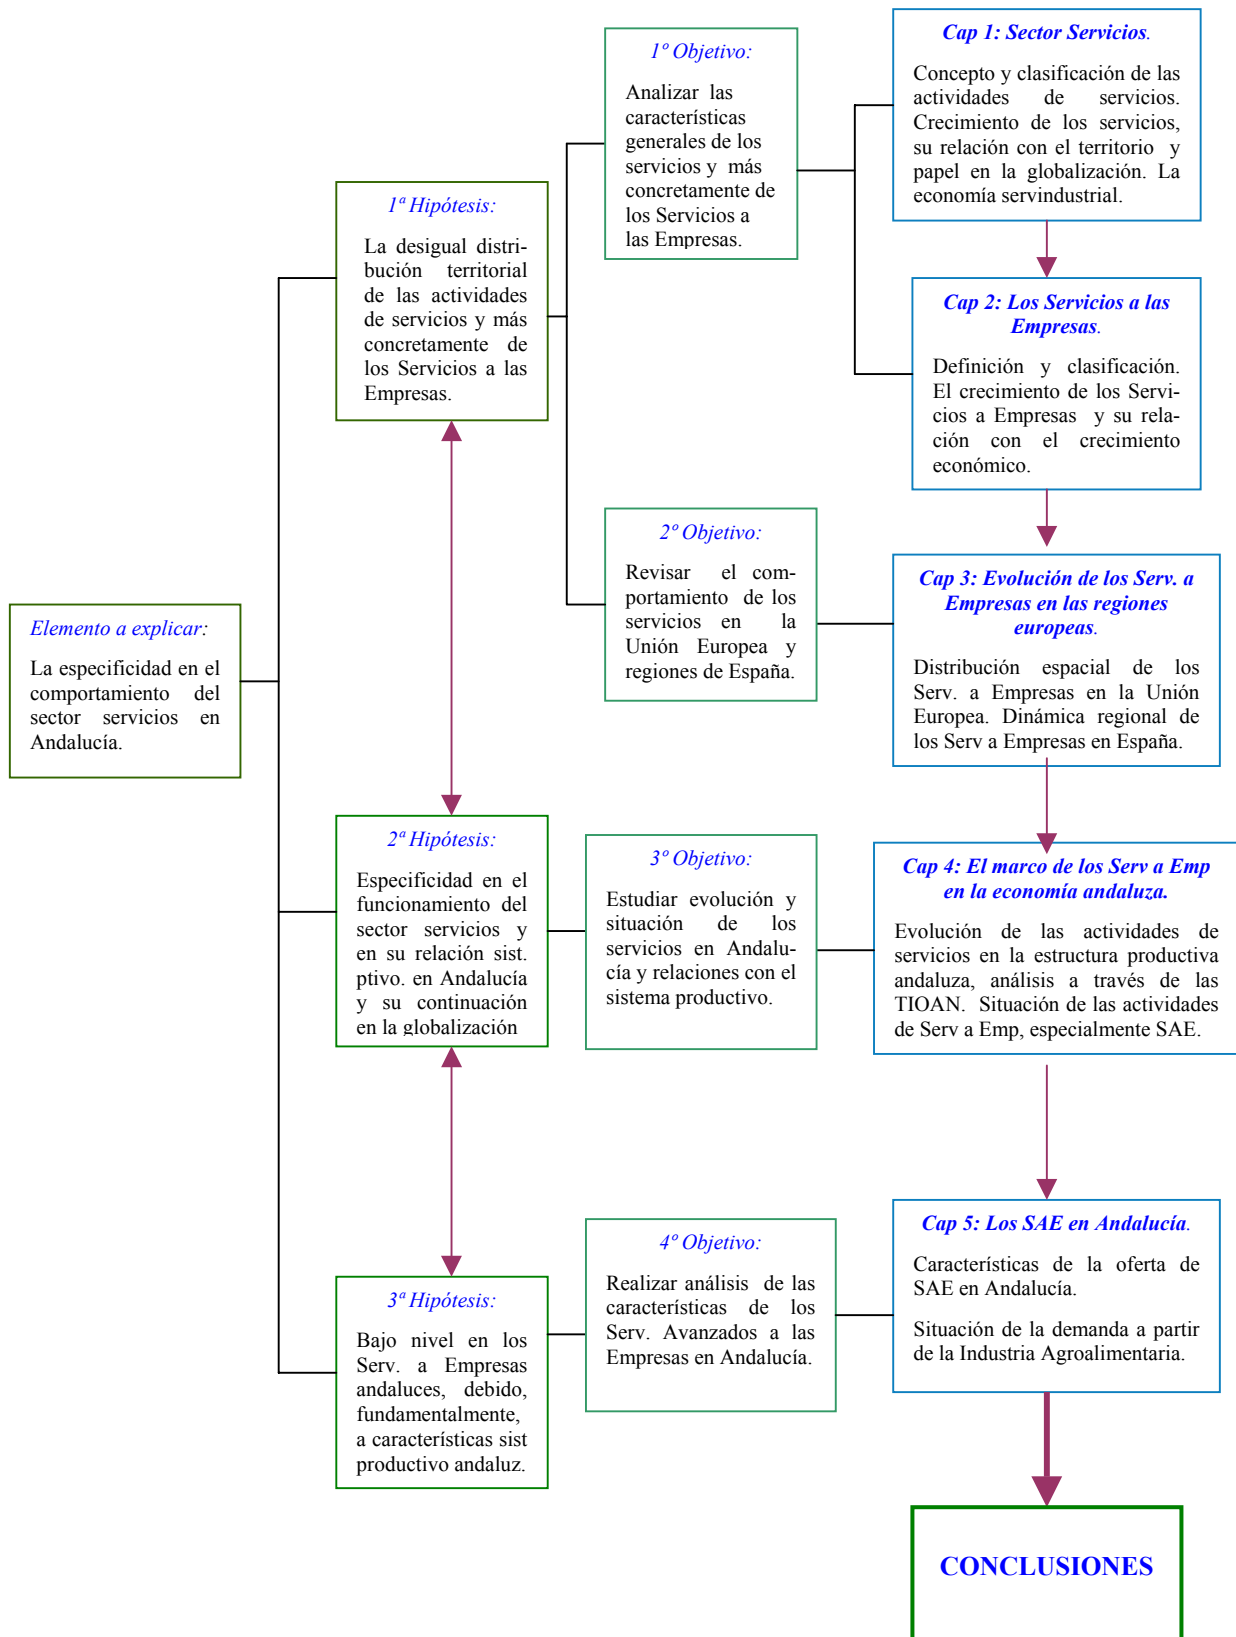 Elemento a explicar:
La especificidad en el
comportamiento del
sector servicios en
Andalucía.
1ª Hipótesis:
La desigual distri-
bución territorial
de las actividades
de servicios y más
concretamente de
los Servicios a las
Empresas.
2ª Hipótesis:
Especificidad en el
funcionamiento del
sector servicios y
en su relación sist.
ptivo. en Andalucía
y su continuación
en la globalización
3ª Hipótesis:
Bajo nivel en los
Serv. a Empresas
andaluces, debido,
fundamentalmente,
a características sist
productivo andaluz.
1º Objetivo:
Analizar las
características
generales de los
servicios y más
concretamente de
los Servicios a
las Empresas.
2º Objetivo:
Revisar el com-
portamiento de los
servicios en la
Unión Europea y
regiones de España.
3º Objetivo:
Estudiar evolución y
situación de los
servicios en Andalu-
cía y relaciones con el
sistema productivo.
4º Objetivo:
Realizar análisis de las
características de los
Serv. Avanzados a las
Empresas en Andalucía.
Cap 1: Sector Servicios.
Concepto y clasificación de las
actividades de servicios.
Crecimiento de los servicios,
su relación con el territorio y
papel en la globalización. La
economía servindustrial.
Cap 2: Los Servicios a las
Empresas.
Definición y clasificación.
El crecimiento de los Servi-
cios a Empresas y su rela-
ción con el crecimiento
económico.
Cap 3: Evolución de los Serv. a
Empresas en las regiones
europeas.
Distribución espacial de los
Serv. a Empresas en la Unión
Europea. Dinámica regional de
los Serv a Empresas en España.
Cap 4: El marco de los Serv a Emp
en la economía andaluza.
Evolución de las actividades de
servicios en la estructura productiva
andaluza, análisis a través de las
TIOAN. Situación de las actividades
de Serv a Emp, especialmente SAE.
Cap 5: Los SAE en Andalucía.
Características de la oferta de
SAE en Andalucía.
Situación de la demanda a partir
de la Industria Agroalimentaria.
CONCLUSIONES